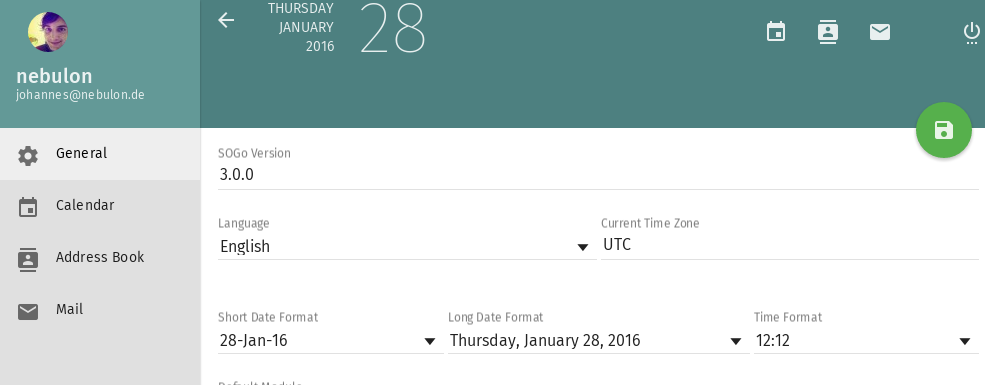 nebulon
johannes@nebulon.de
General
Calendar
Address Book
Mail
THURSDAY
JANUARY
2016
28
SOGo Version
3.0.0
Language
Current Time Zone
English
UTC
Short Date Format
Long Date Format
Time Format
28-Jan-16
Thursday, January 28, 2016
12:12
Default Module